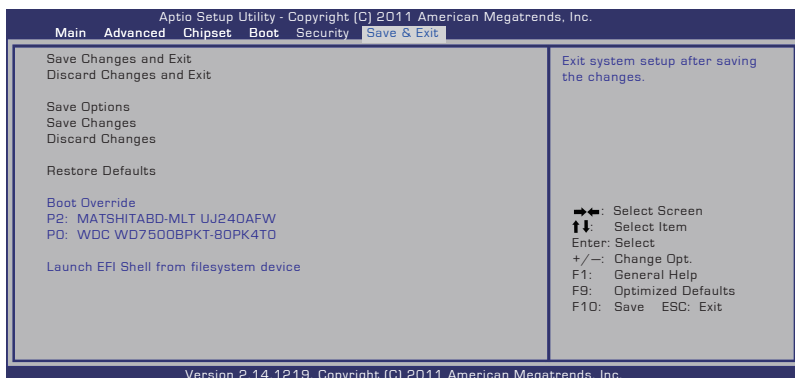 Aptio Setup Utility - Copyright (C) 2011 American Megatrends, Inc.
Main Advanced Chipset Boot Security Save & Exit
Save Changes and Exit
Discard Changes and Exit
Save Options
Save Changes
Discard Changes
Restore Defaults
Boot Override
P2: MATSHITABD-MLT UJ240AFW
P0: WDC WD7500BPKT-80PK4T0
Launch EFI Shell from filesystem device
Exit system setup after saving
the changes.
→←: Select Screen
↑↓: Select Item
Enter: Select
+/—: Change Opt.
F1: General Help
F9: Optimized Defaults
F10: Save ESC: Exit
Version 2.14.1219. Copyright (C) 2011 American Megatrends, Inc.